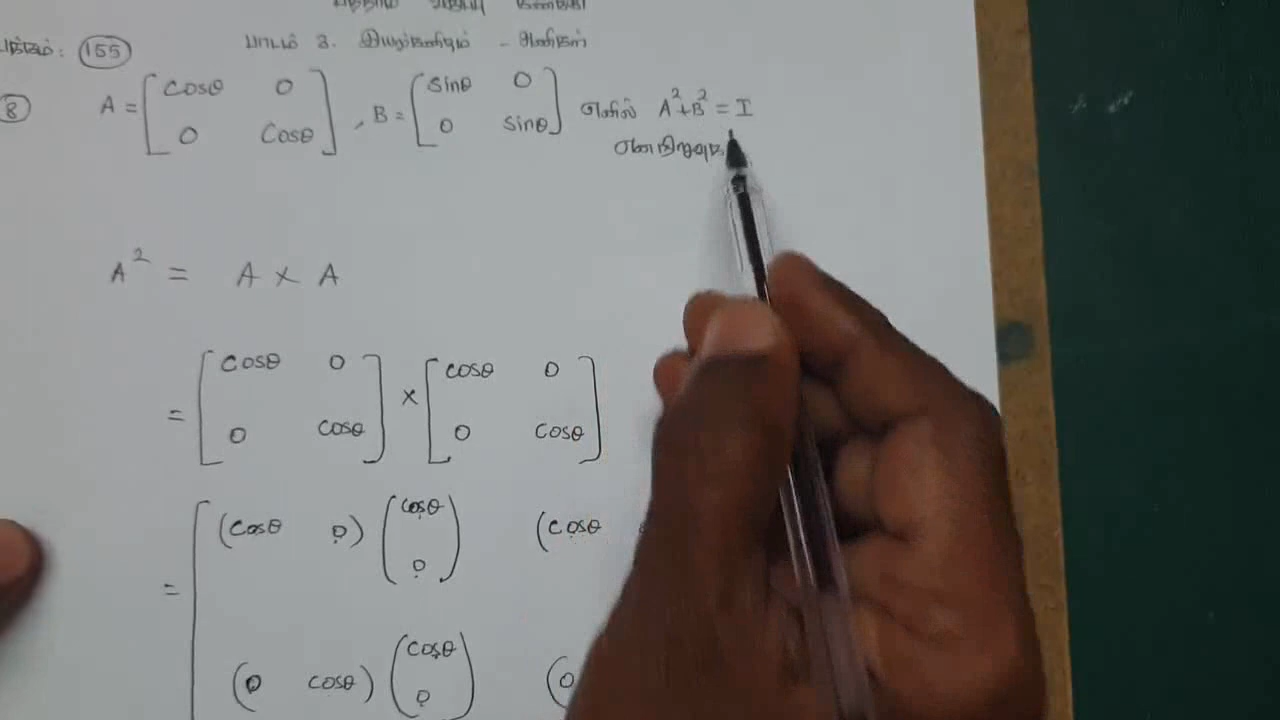 பக்கம் : 155 பாடம் 3. இயற்கணிதம் - அணிகள்
8 A = [ cosθ 0 , B = [ sinθ 0 எனில் A² + B² = I
0 Cosθ ] 0 sinθ ] என நிறுவுக
A² = A × A
= [ cosθ 0 × [ cosθ 0
0 cosθ ] 0 cosθ ]
= [ (cosθ 0) ( cosθ (cosθ
0 )
(0 cosθ) ( cosθ (0
0 )